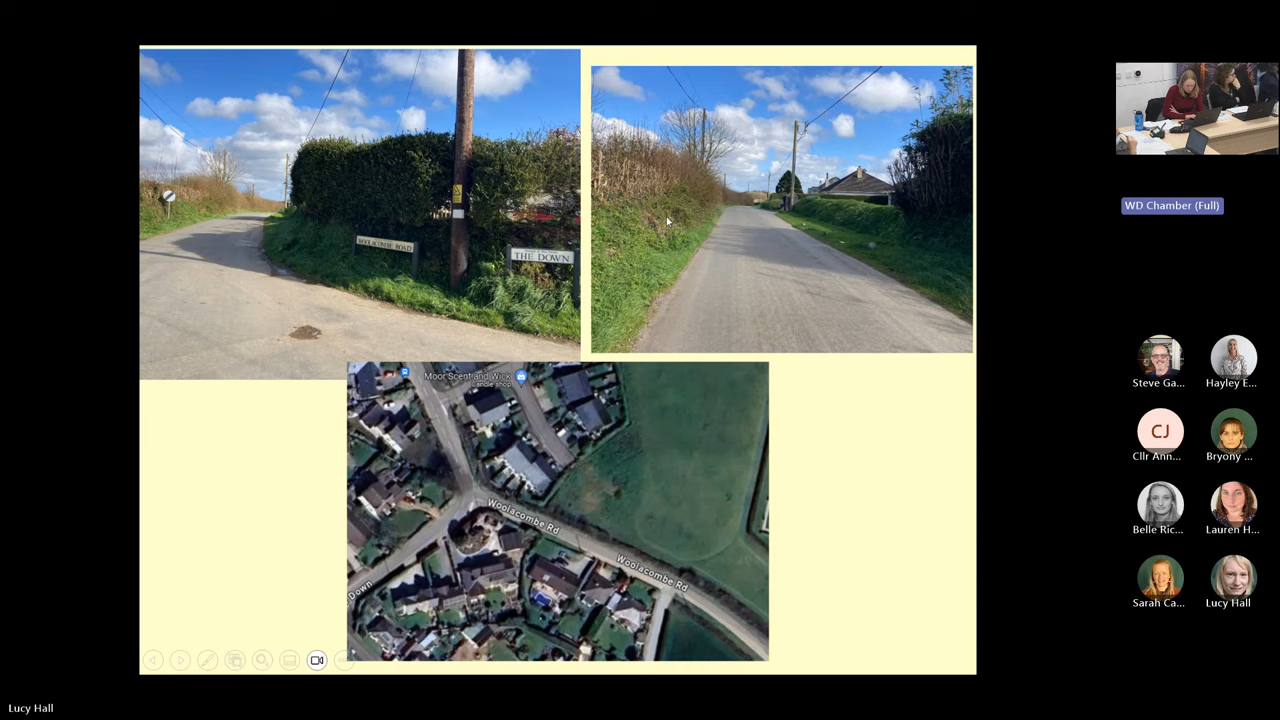 WOOLACOMBE ROAD
THE DOWN
WD Chamber (Full)
Steve Ga...
Hayley E...
CJ
Cllr Ann...
Bryony ...
Belle Ric...
Lauren H...
Sarah Ca...
Lucy Hall
Moor Scent and Wick
Candle shop
Woolacombe Rd
Woolacombe Rd
Down
Lucy Hall